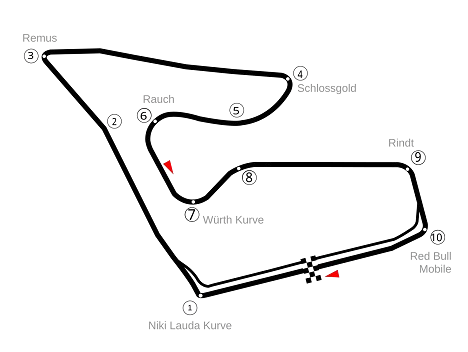 Remus
3
4
Schlossgold
Rauch
6
5
2
Rindt
9
8
7
Würth Kurve
10
Red Bull
Mobile
1
Niki Lauda Kurve